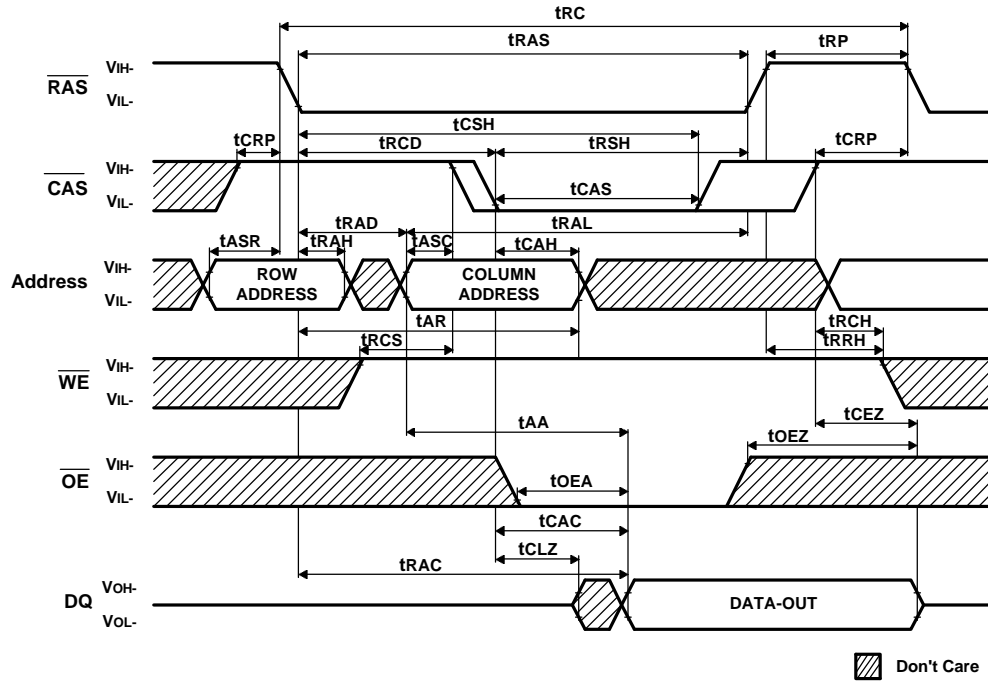 tRC
tRAS
tRP
RAS
VIH-
VIL-
tCSH
tCRP
tRCD
tRSH
tCRP
CAS
VIH-
VIL-
tCAS
tRAD
tRAL
tASR
tRAH
tASC
tCAH
Address
VIH-
VIL-
ROW
ADDRESS
COLUMN
ADDRESS
tAR
tRCH
tRCS
tRRH
WE
VIH-
VIL-
tCEZ
tAA
tOEZ
OE
VIH-
VIL-
tOEA
tCAC
tCLZ
tRAC
DQ
VOH-
VOL-
DATA-OUT
Don't Care